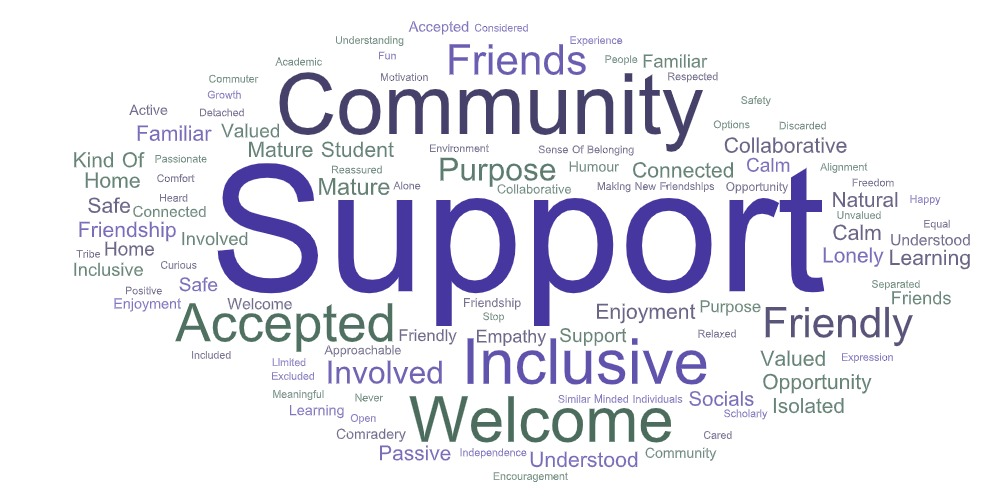 Accepted Considered
Understanding Experience
Fun Friends People Familiar
Academic
Commuter Motivation Respected
Growth Community Safety
Active Detached
Familiar Valued Options Discarded
Mature Student Environment Sense Of Belonging Collaborative
Kind Of Passionate Reassured Purpose Humour Connected Calm Alignment
Home Comfort Mature Alone Collaborative Making New Friendships Opportunity Freedom
Safe Heard Natural Happy
Connected Unvalued
Friendship Involved Support Calm Equal
Tribe Home Understood
Inclusive Curious Lonely Learning
Positive Safe Separated
Enjoyment Welcome Friendship Enjoyment Purpose Friends
Accepted Stop Friendly
Friendly Empathy Support Relaxed
Included Approachable Inclusive Valued Expression
LImited
Excluded Involved Opportunity
Meaningful Never Similar Minded Individuals Socials Isolated
Learning Open Welcome Scholarly
Comradery Cared
Passive Independence Understood Community
Encouragement